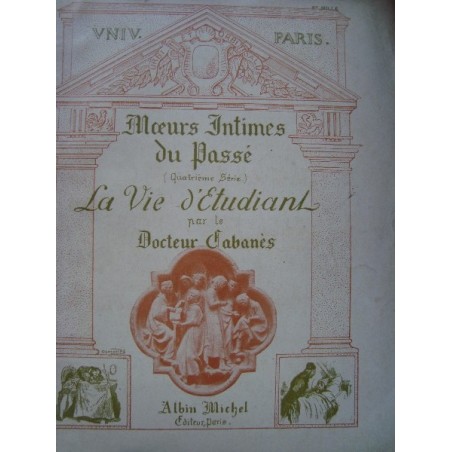 VNIV. PARIS.
Mœurs Intimes
du Passé
(Quatrième Série)
La Vie d'Etudiant
par le
Docteur Cabanès
Albin Michel
Éditeur, Paris.